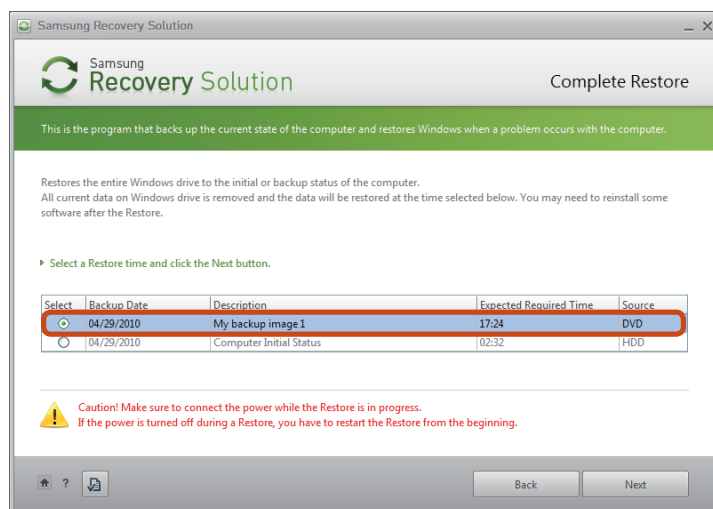 Samsung Recovery Solution
Samsung
Recovery Solution
Complete Restore
This is the program that backs up the current state of the computer and restores Windows when a problem occurs with the computer.
Restores the entire Windows drive to the initial or backup status of the computer.
All current data on Windows drive is removed and the data will be restored at the time selected below. You may need to reinstall some
software after the Restore.
Select a Restore time and click the Next button.
Select Backup Date Description Expected Required Time Source
04/29/2010 My backup image 1 17:24 DVD
04/29/2010 Computer Initial Status 02:32 HDD
Caution! Make sure to connect the power while the Restore is in progress.
If the power is turned off during a Restore, you have to restart the Restore from the beginning.
? Back Next